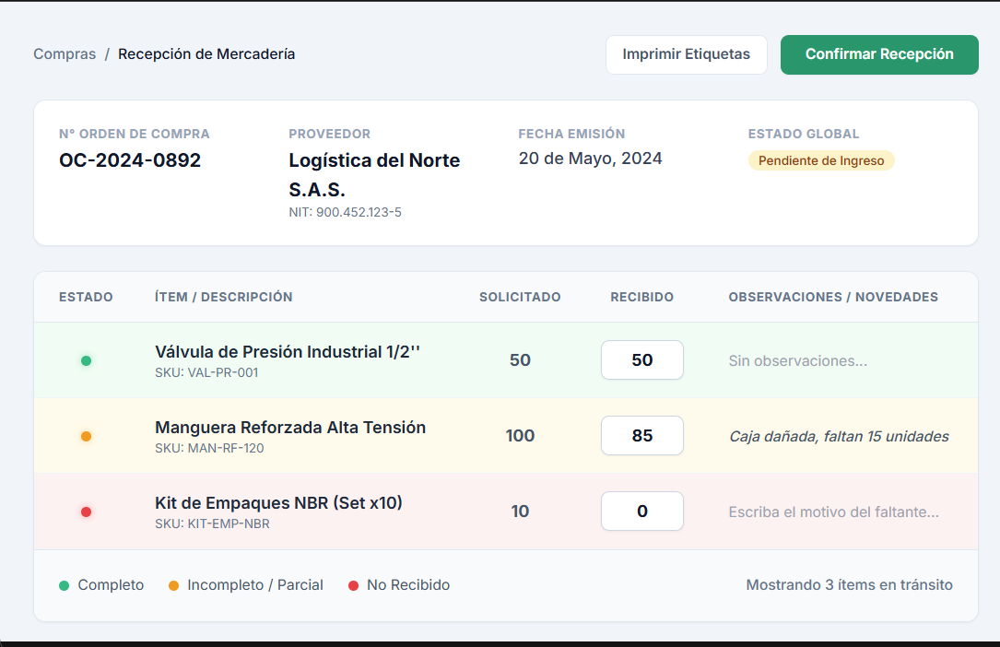 Compras / Recepción de Mercadería
Imprimir Etiquetas
Confirmar Recepción
N° ORDEN DE COMPRA
OC-2024-0892
PROVEEDOR
Logística del Norte
S.A.S.
NIT: 900.452.123-5
FECHA EMISIÓN
20 de Mayo, 2024
ESTADO GLOBAL
Pendiente de Ingreso
ESTADO ÍTEM / DESCRIPCIÓN SOLICITADO RECIBIDO OBSERVACIONES / NOVEDADES
Válvula de Presión Industrial 1/2''
SKU: VAL-PR-001
50 50 Sin observaciones...
Manguera Reforzada Alta Tensión
SKU: MAN-RF-120
100 85 Caja dañada, faltan 15 unidades
Kit de Empaques NBR (Set x10)
SKU: KIT-EMP-NBR
10 0 Escriba el motivo del faltante...
Completo Incompleto / Parcial No Recibido Mostrando 3 ítems en tránsito